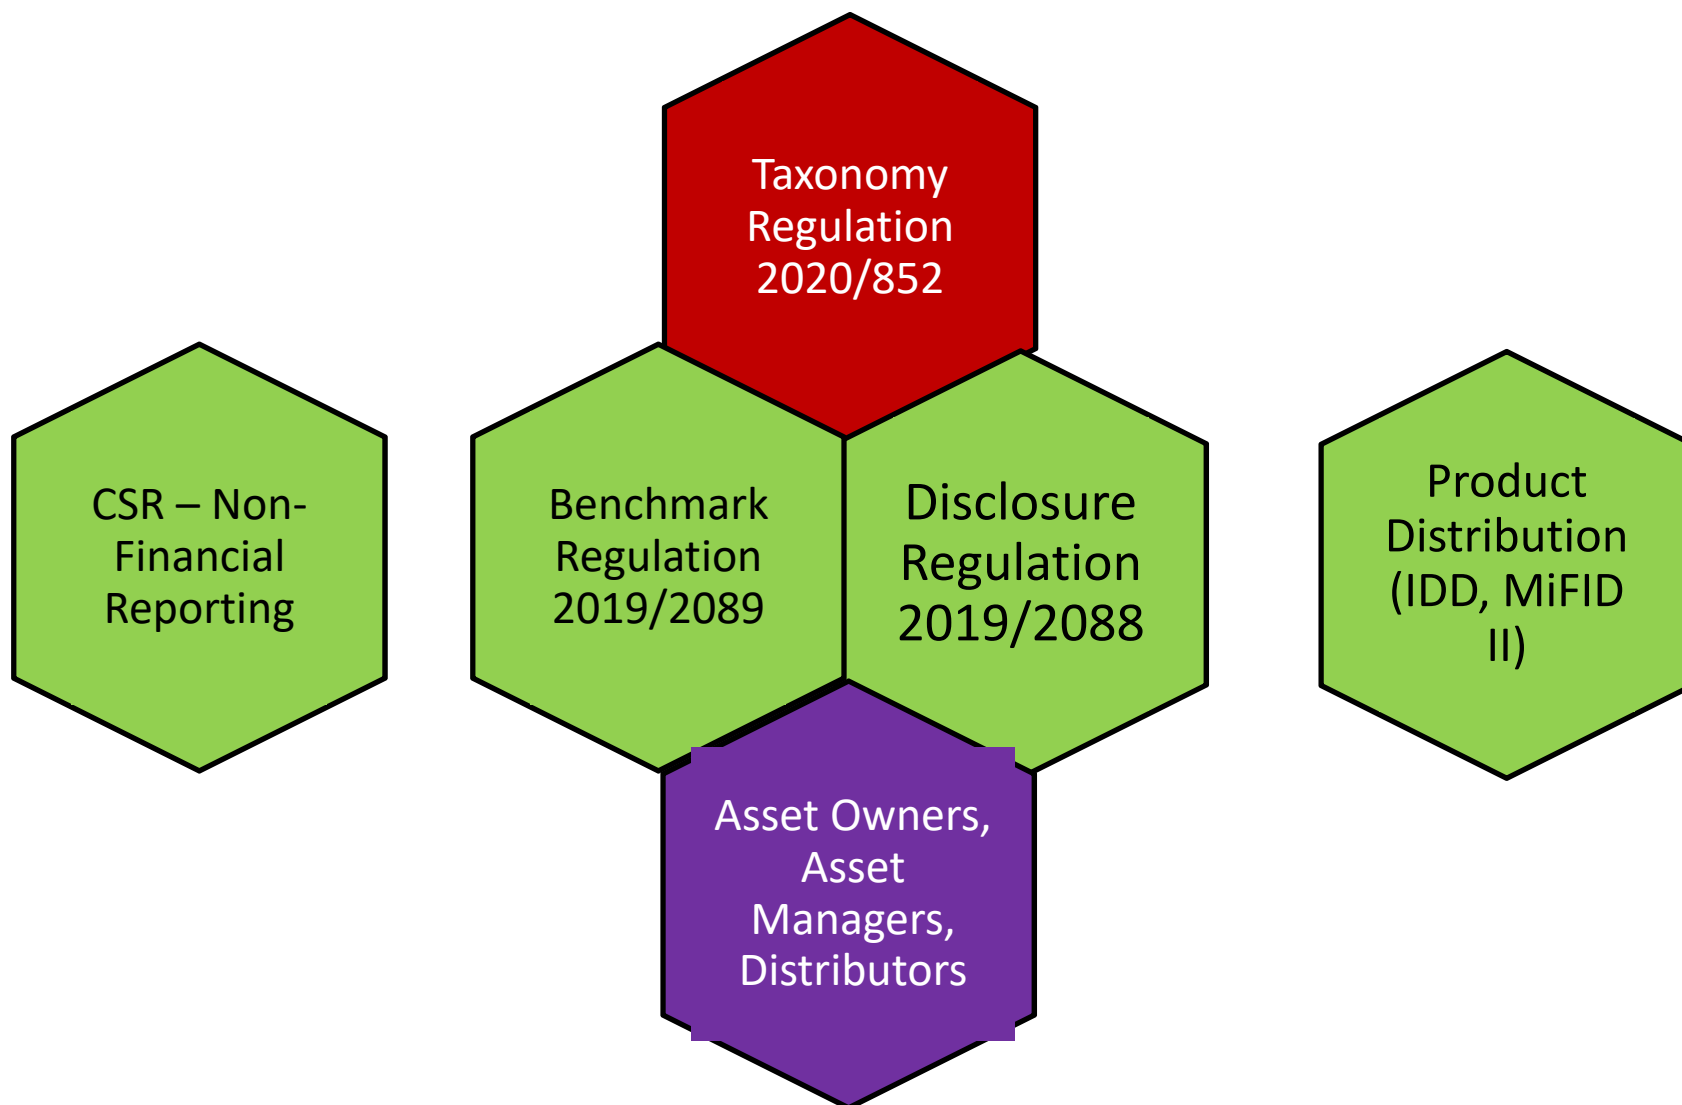 Taxonomy
Regulation
2020/852
CSR – Non-
Financial
Reporting
Benchmark
Regulation
2019/2089
Disclosure
Regulation
2019/2088
Product
Distribution
(IDD, MiFID
II)
Asset Owners,
Asset
Managers,
Distributors